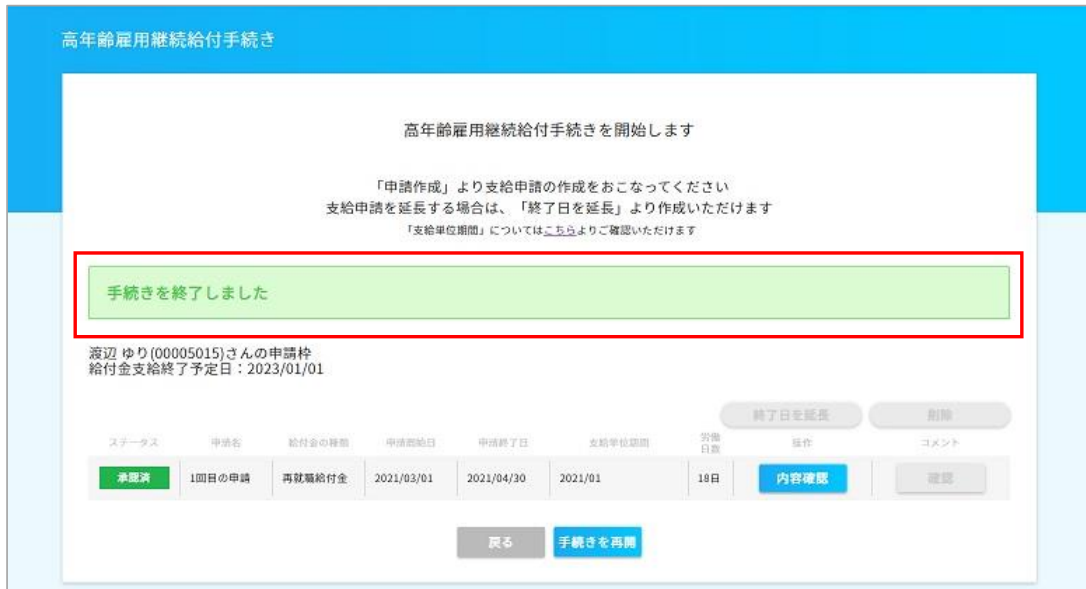 高年齢雇用継続給付手続き
高年齢雇用継続給付手続きを開始します
「申請作成」より支給申請の作成をおこなってください
支給申請を延長する場合は、「終了日を延長」より作成いただけます
「支給単位期間」についてはこちらよりご確認いただけます
手続きを終了しました
渡辺 ゆり(00005015)さんの申請枠
給付金支給終了予定日：2023/01/01
終了日を延長 削除
ステータス 申請名 給付金の種類 申請開始日 申請終了日 支給単位期間 労働日数 操作 コメント
承認済 1回目の申請 再就職給付金 2021/03/01 2021/04/30 2021/01 18日 内容確認 確認
戻る 手続きを再開